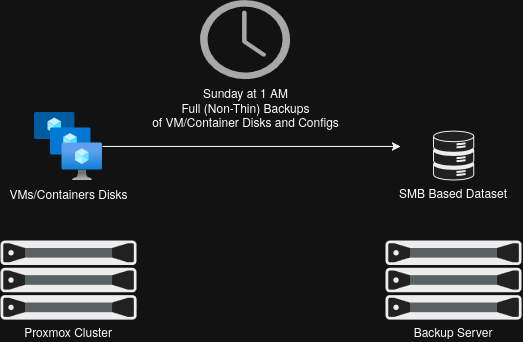 Sunday at 1 AM
Full (Non-Thin) Backups
of VM/Container Disks and Configs
VMs/Containers Disks
SMB Based Dataset
Proxmox Cluster
Backup Server